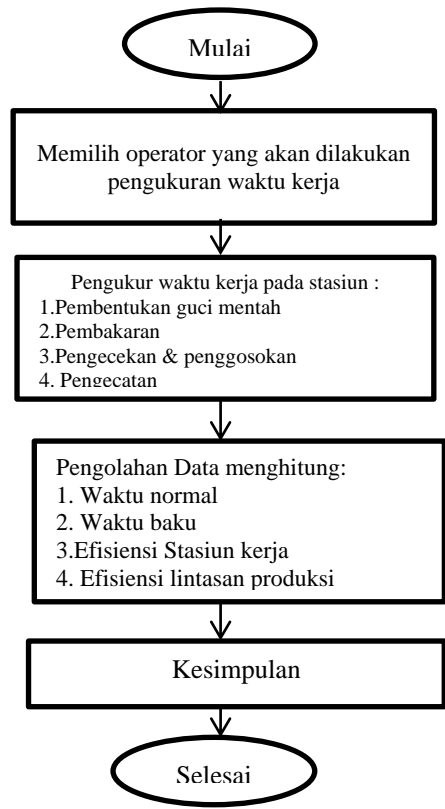 Mulai
Memilih operator yang akan dilakukan
pengukuran waktu kerja
Pengukur waktu kerja pada stasiun :
1.Pembentukan guci mentah
2.Pembakaran
3.Pengecekan & penggosokan
4. Pengecatan
Pengolahan Data menghitung:
1. Waktu normal
2. Waktu baku
3.Efisiensi Stasiun kerja
4. Efisiensi lintasan produksi
Kesimpulan
Selesai